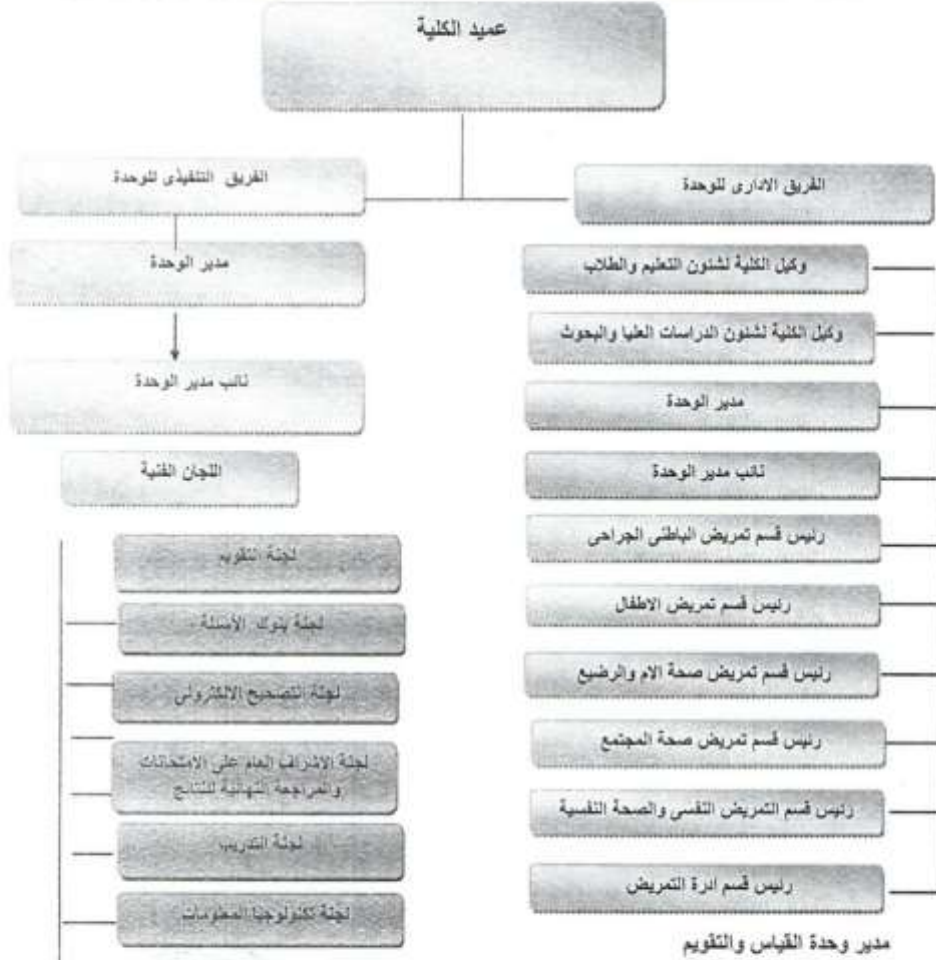 عميد الكلية
الفريق الادارى للوحدة
وكيل الكلية لشئون التعليم والطلاب
وكيل الكلية لشئون الدراسات العليا والبحوث
مدير الوحدة
نائب مدير الوحدة
رئيس قسم تمريض الباطنى الجراحى
رئيس قسم تمريض الاطفال
رئيس قسم تمريض صحة الام والرضيع
رئيس قسم تمريض صحة المجتمع
رئيس قسم التمريض النفسى والصحة النفسية
رئيس قسم ادرة التمريض
الفريق التنفيذى للوحدة
مدير الوحدة
نائب مدير الوحدة
اللجان الفنية
لجنة التقويم
لجنة بنوك الأسئلة
لجنة التصحيح الالكترونى
لجنة الاشراف العام على الامتحانات
والمراجعة النهائية للنتائج
لجنة التدريب
لجنة تكنولوجيا المعلومات
مدير وحدة القياس والتقويم